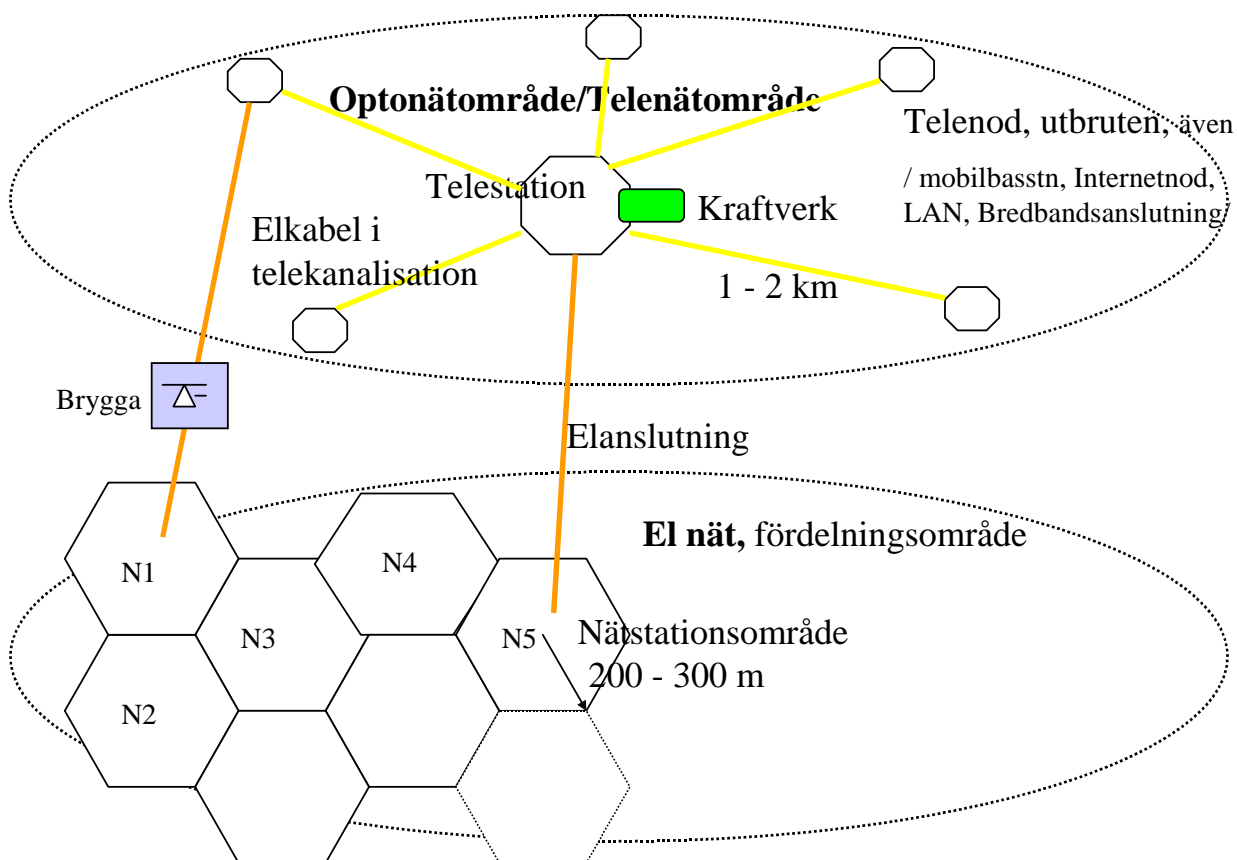 Optonätområde/Telenätområde
Telenod, utbruten, även
/ mobilbasstn, Internetnod,
LAN, Bredbandsanslutning/
Telestation
Kraftverk
Elkabel i
telekanalisation
1 - 2 km
Brygga
Elanslutning
El nät, fördelningsområde
N1
N4
N3
N5
Nätstationsområde
200 - 300 m
N2